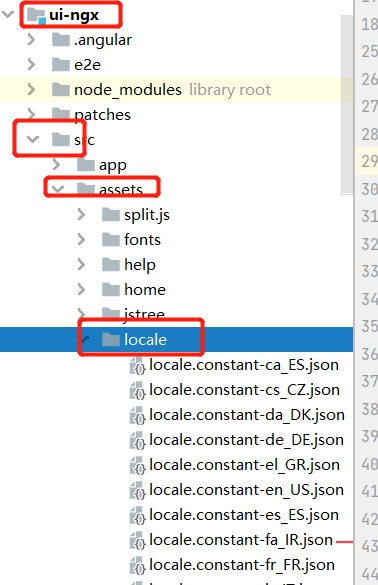 ui-ngx
.angular
e2e
node_modules library root
patches
src
app
assets
split.js
fonts
help
home
jstree
locale
locale.constant-ca_ES.json
locale.constant-cs_CZ.json
locale.constant-da_DK.json
locale.constant-de_DE.json
locale.constant-el_GR.json
locale.constant-en_US.json
locale.constant-es_ES.json
locale.constant-fa_IR.json
locale.constant-fr_FR.json
18
24
25
26
27
28
29
30
31
32
33
34
35
36
37
38
39
40
41
42
43
44